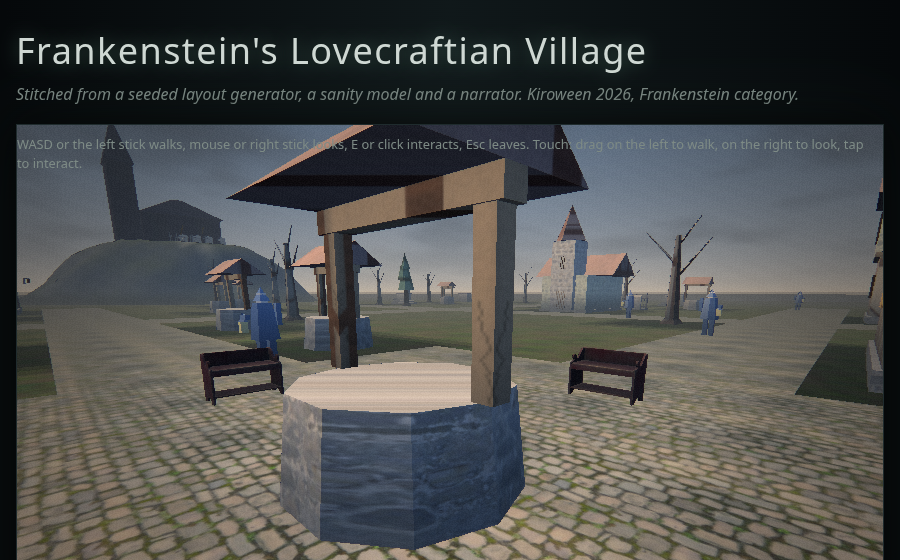 Frankenstein's Lovecraftian Village
Stitched from a seeded layout generator, a sanity model and a narrator. Kiroween 2026, Frankenstein category.
WASD or the left stick walks, mouse or right stick looks, E or click interacts, Esc leaves. Touch: drag on the left to walk, on the right to look, tap
to interact.